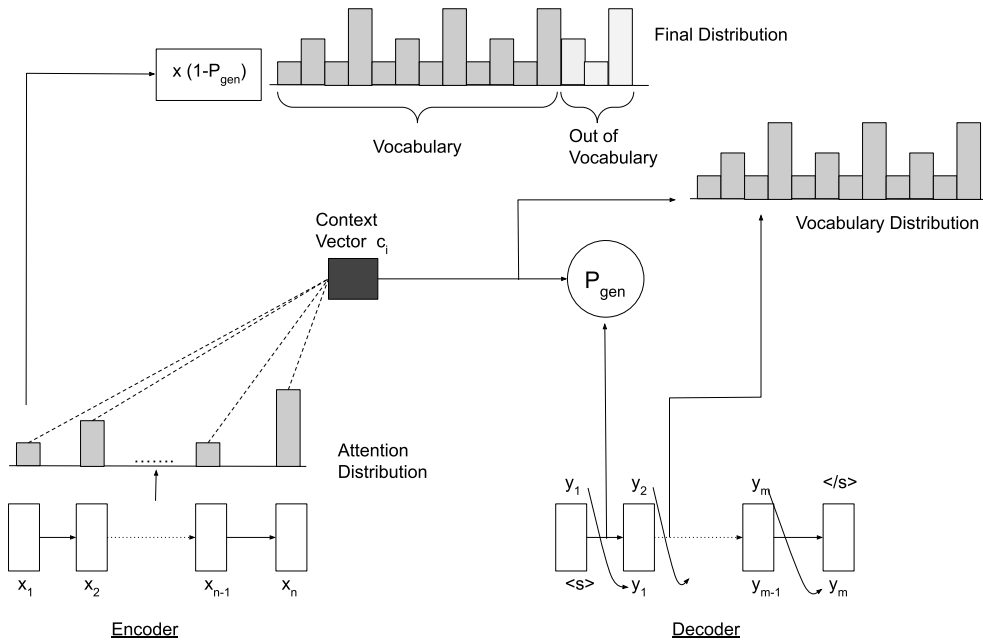 Final Distribution
x (1-P_gen)
Vocabulary
Out of
Vocabulary
Vocabulary Distribution
Context
Vector c_i
P_gen
Attention
Distribution
.......
y_1 y_2 y_m </s>
x_1 x_2 x_n-1 x_n
<s> y_1 y_m-1 y_m
Encoder
Decoder